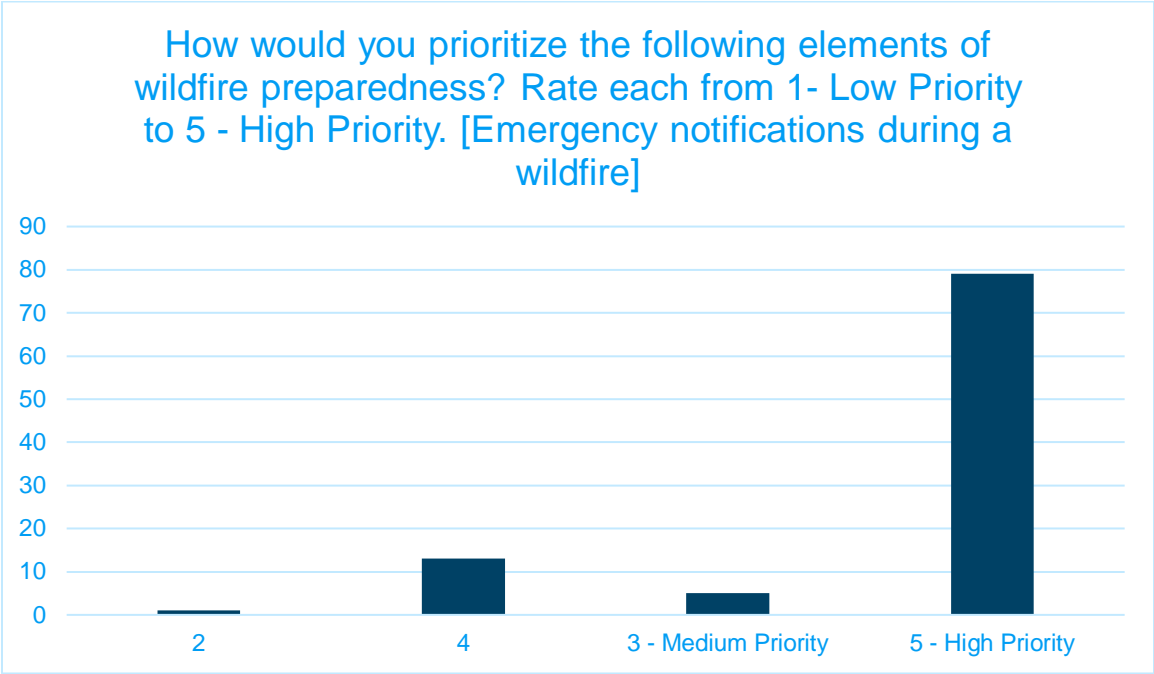 How would you prioritize the following elements of
wildfire preparedness? Rate each from 1- Low Priority
to 5 - High Priority. [Emergency notifications during a
wildfire]
90
80
70
60
50
40
30
20
10
0
2 4 3 - Medium Priority 5 - High Priority